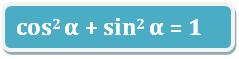 cos² α + sin² α = 1